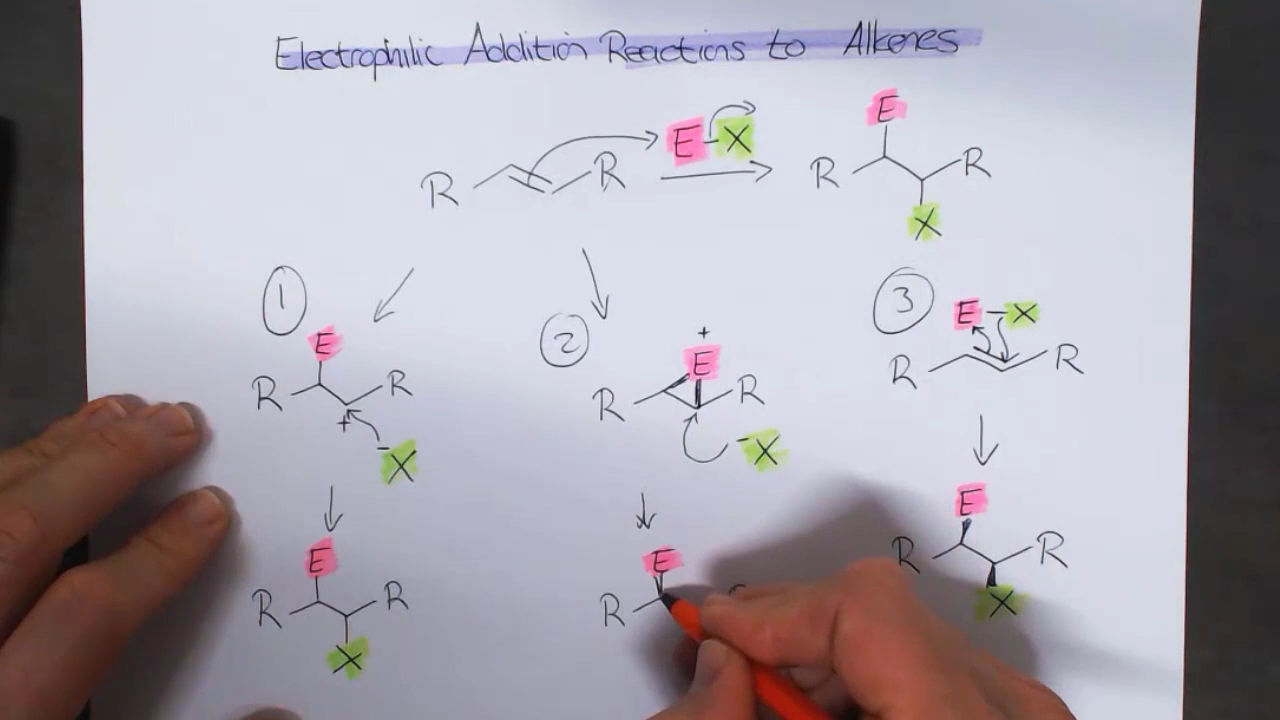 Electrophilic Addition Reactions to Alkenes
R R E-X E R R X
1 2 3
E R R + - X
+ E R R - X
E - X R R
E R R X
E R
E R R X